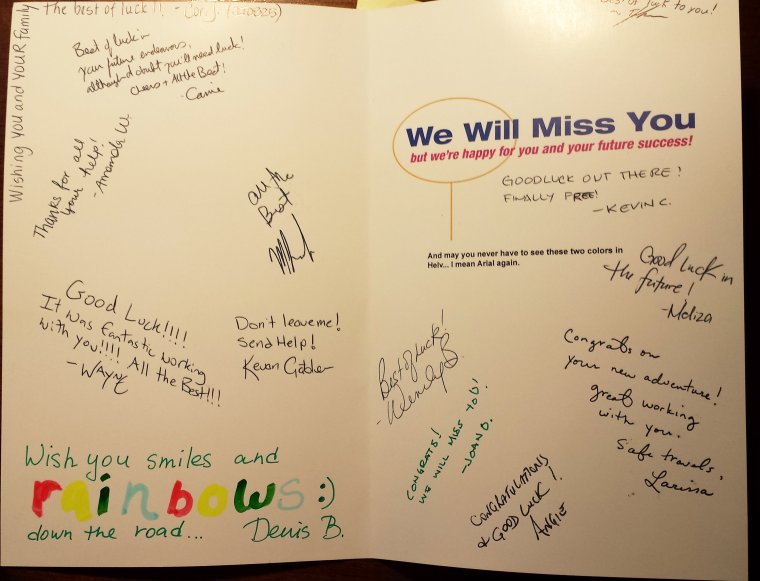 Wishing you and your family
The best of luck!! - Cori J.
Best of luck in
your future endeavours,
although I doubt you'll need luck!
Cheers + All the Best!
- Carrie
Thanks for all
your help!
- Amanda W.
All the
Best
Good Luck!!!!
It was fantastic working
with you!!!! All the Best!!!
- WAYNE
Don't leave me!
Send Help!
Kevan
Wish you smiles and
rainbows :)
down the road... Denis B.
luck to you!
We Will Miss You
but we're happy for you and your future success!
GOODLUCK OUT THERE!
FINALLY FREE!
- KEVIN C.
And may you never have to see these two colors in
Helv... I mean Arial again.
Good Luck in
the future!
- Meliza
Best of Luck!
- Wendy B
CONGRATS!
WE WILL MISS YOU!
- JOAN D.
Congrats on
your new adventure!
great working
with you.
Safe travels,
Larissa
CONGRATULATIONS
& GOOD LUCK!
ANGIE